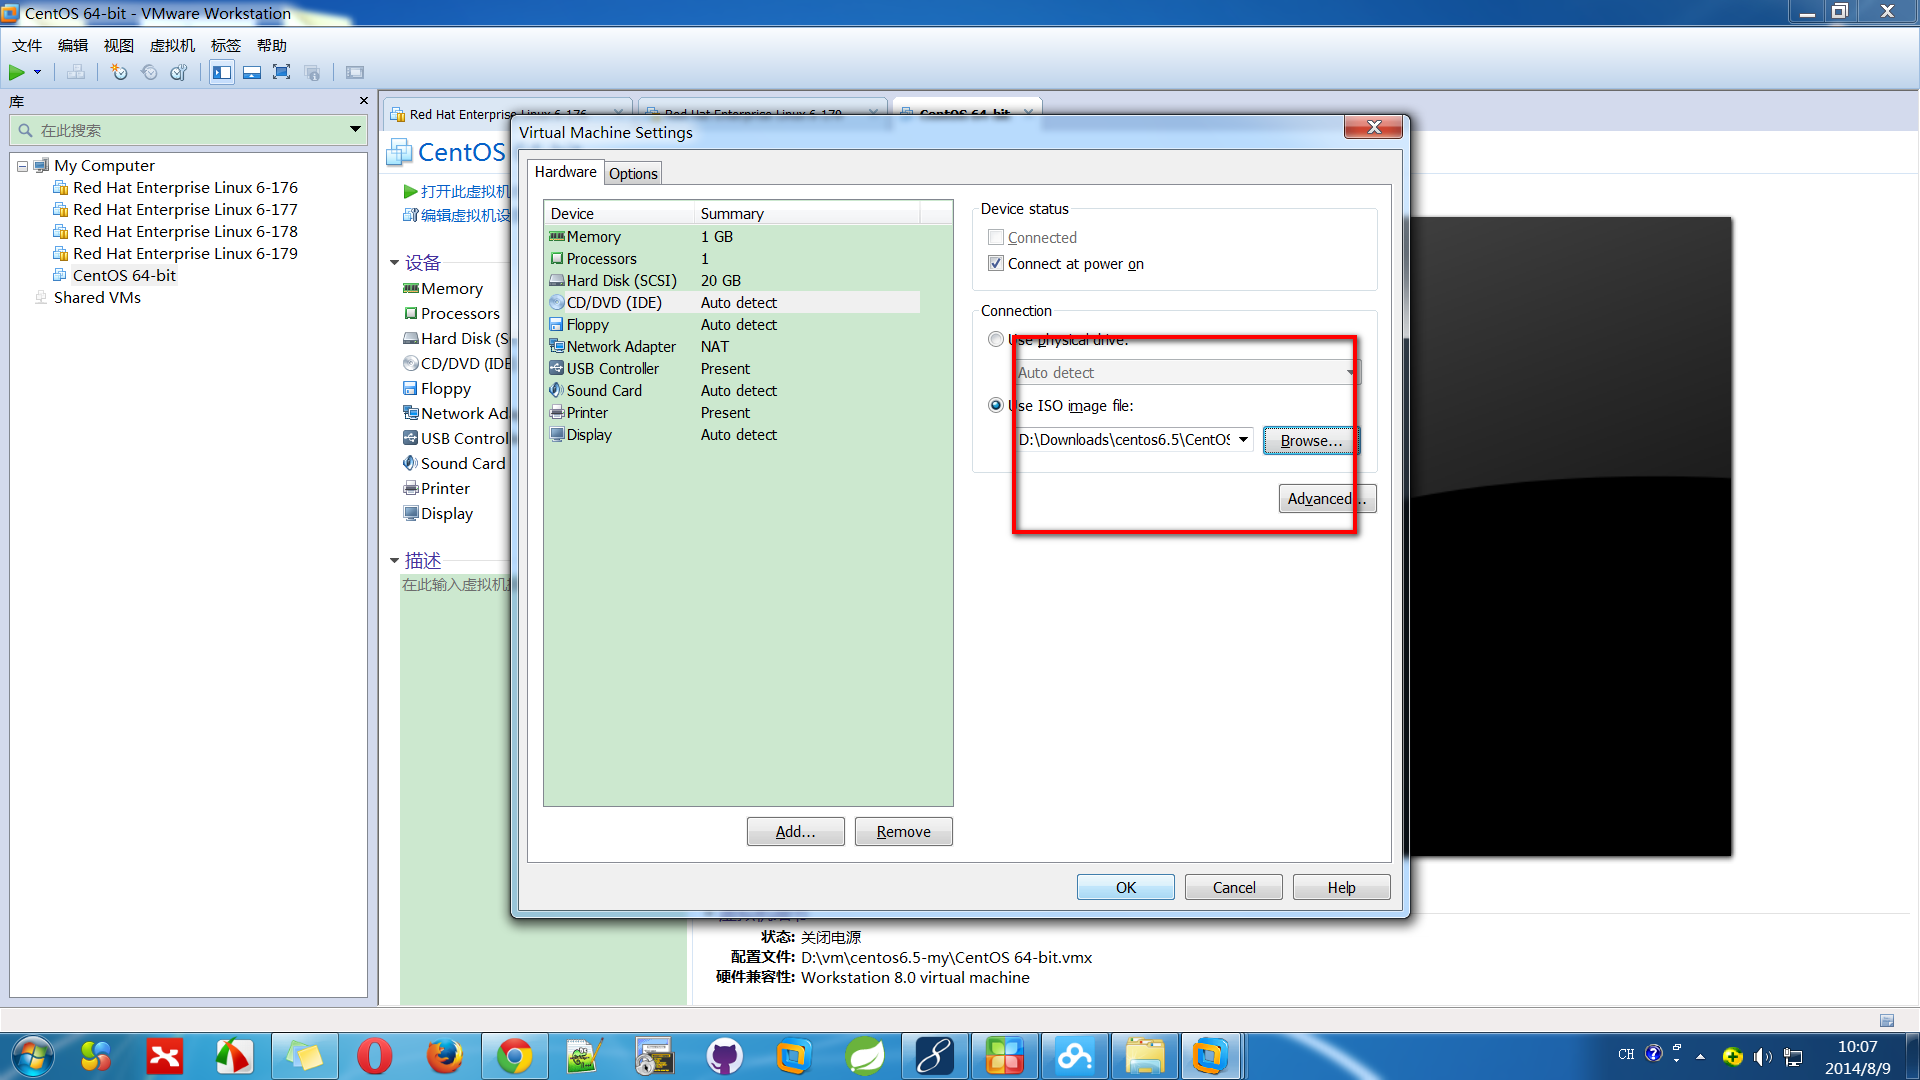 CentOS 64-bit - VMware Workstation
文件 编辑 视图 虚拟机 标签 帮助
库
在此搜索
My Computer
Red Hat Enterprise Linux 6-176
Red Hat Enterprise Linux 6-177
Red Hat Enterprise Linux 6-178
Red Hat Enterprise Linux 6-179
CentOS 64-bit
Shared VMs
Red Hat Enterprise Linux 6-176
Red Hat Enterprise Linux 6-179
CentOS 64-bit
CentOS
打开此虚拟机
编辑虚拟机设
设备
Memory
Processors
Hard Disk (S
CD/DVD (IDE
Floppy
Network Ad
USB Control
Sound Card
Printer
Display
描述
在此输入虚拟机
Virtual Machine Settings
Hardware
Options
Device Summary
Memory 1 GB
Processors 1
Hard Disk (SCSI) 20 GB
CD/DVD (IDE) Auto detect
Floppy Auto detect
Network Adapter NAT
USB Controller Present
Sound Card Auto detect
Printer Present
Display Auto detect
Add...
Remove
Device status
Connected
Connect at power on
Connection
Use physical drive:
Auto detect
Use ISO image file:
D:\Downloads\centos6.5\CentOS
Browse...
Advanced...
OK
Cancel
Help
状态: 关闭电源
配置文件: D:\vm\centos6.5-my\CentOS 64-bit.vmx
硬件兼容性: Workstation 8.0 virtual machine
CH
10:07
2014/8/9